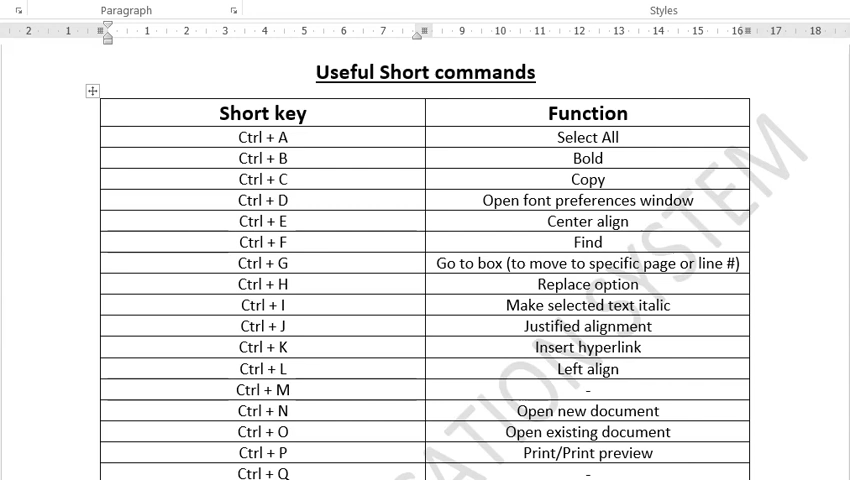 Paragraph
Styles
2 1 1 2 3 4 5 6 7 9 10 11 12 13 14 15 16 17 18
Useful Short commands
Short key Function
Ctrl + A Select All
Ctrl + B Bold
Ctrl + C Copy
Ctrl + D Open font preferences window
Ctrl + E Center align
Ctrl + F Find
Ctrl + G Go to box (to move to specific page or line #)
Ctrl + H Replace option
Ctrl + I Make selected text italic
Ctrl + J Justified alignment
Ctrl + K Insert hyperlink
Ctrl + L Left align
Ctrl + M -
Ctrl + N Open new document
Ctrl + O Open existing document
Ctrl + P Print/Print preview
Ctrl + Q -
SYSTEM